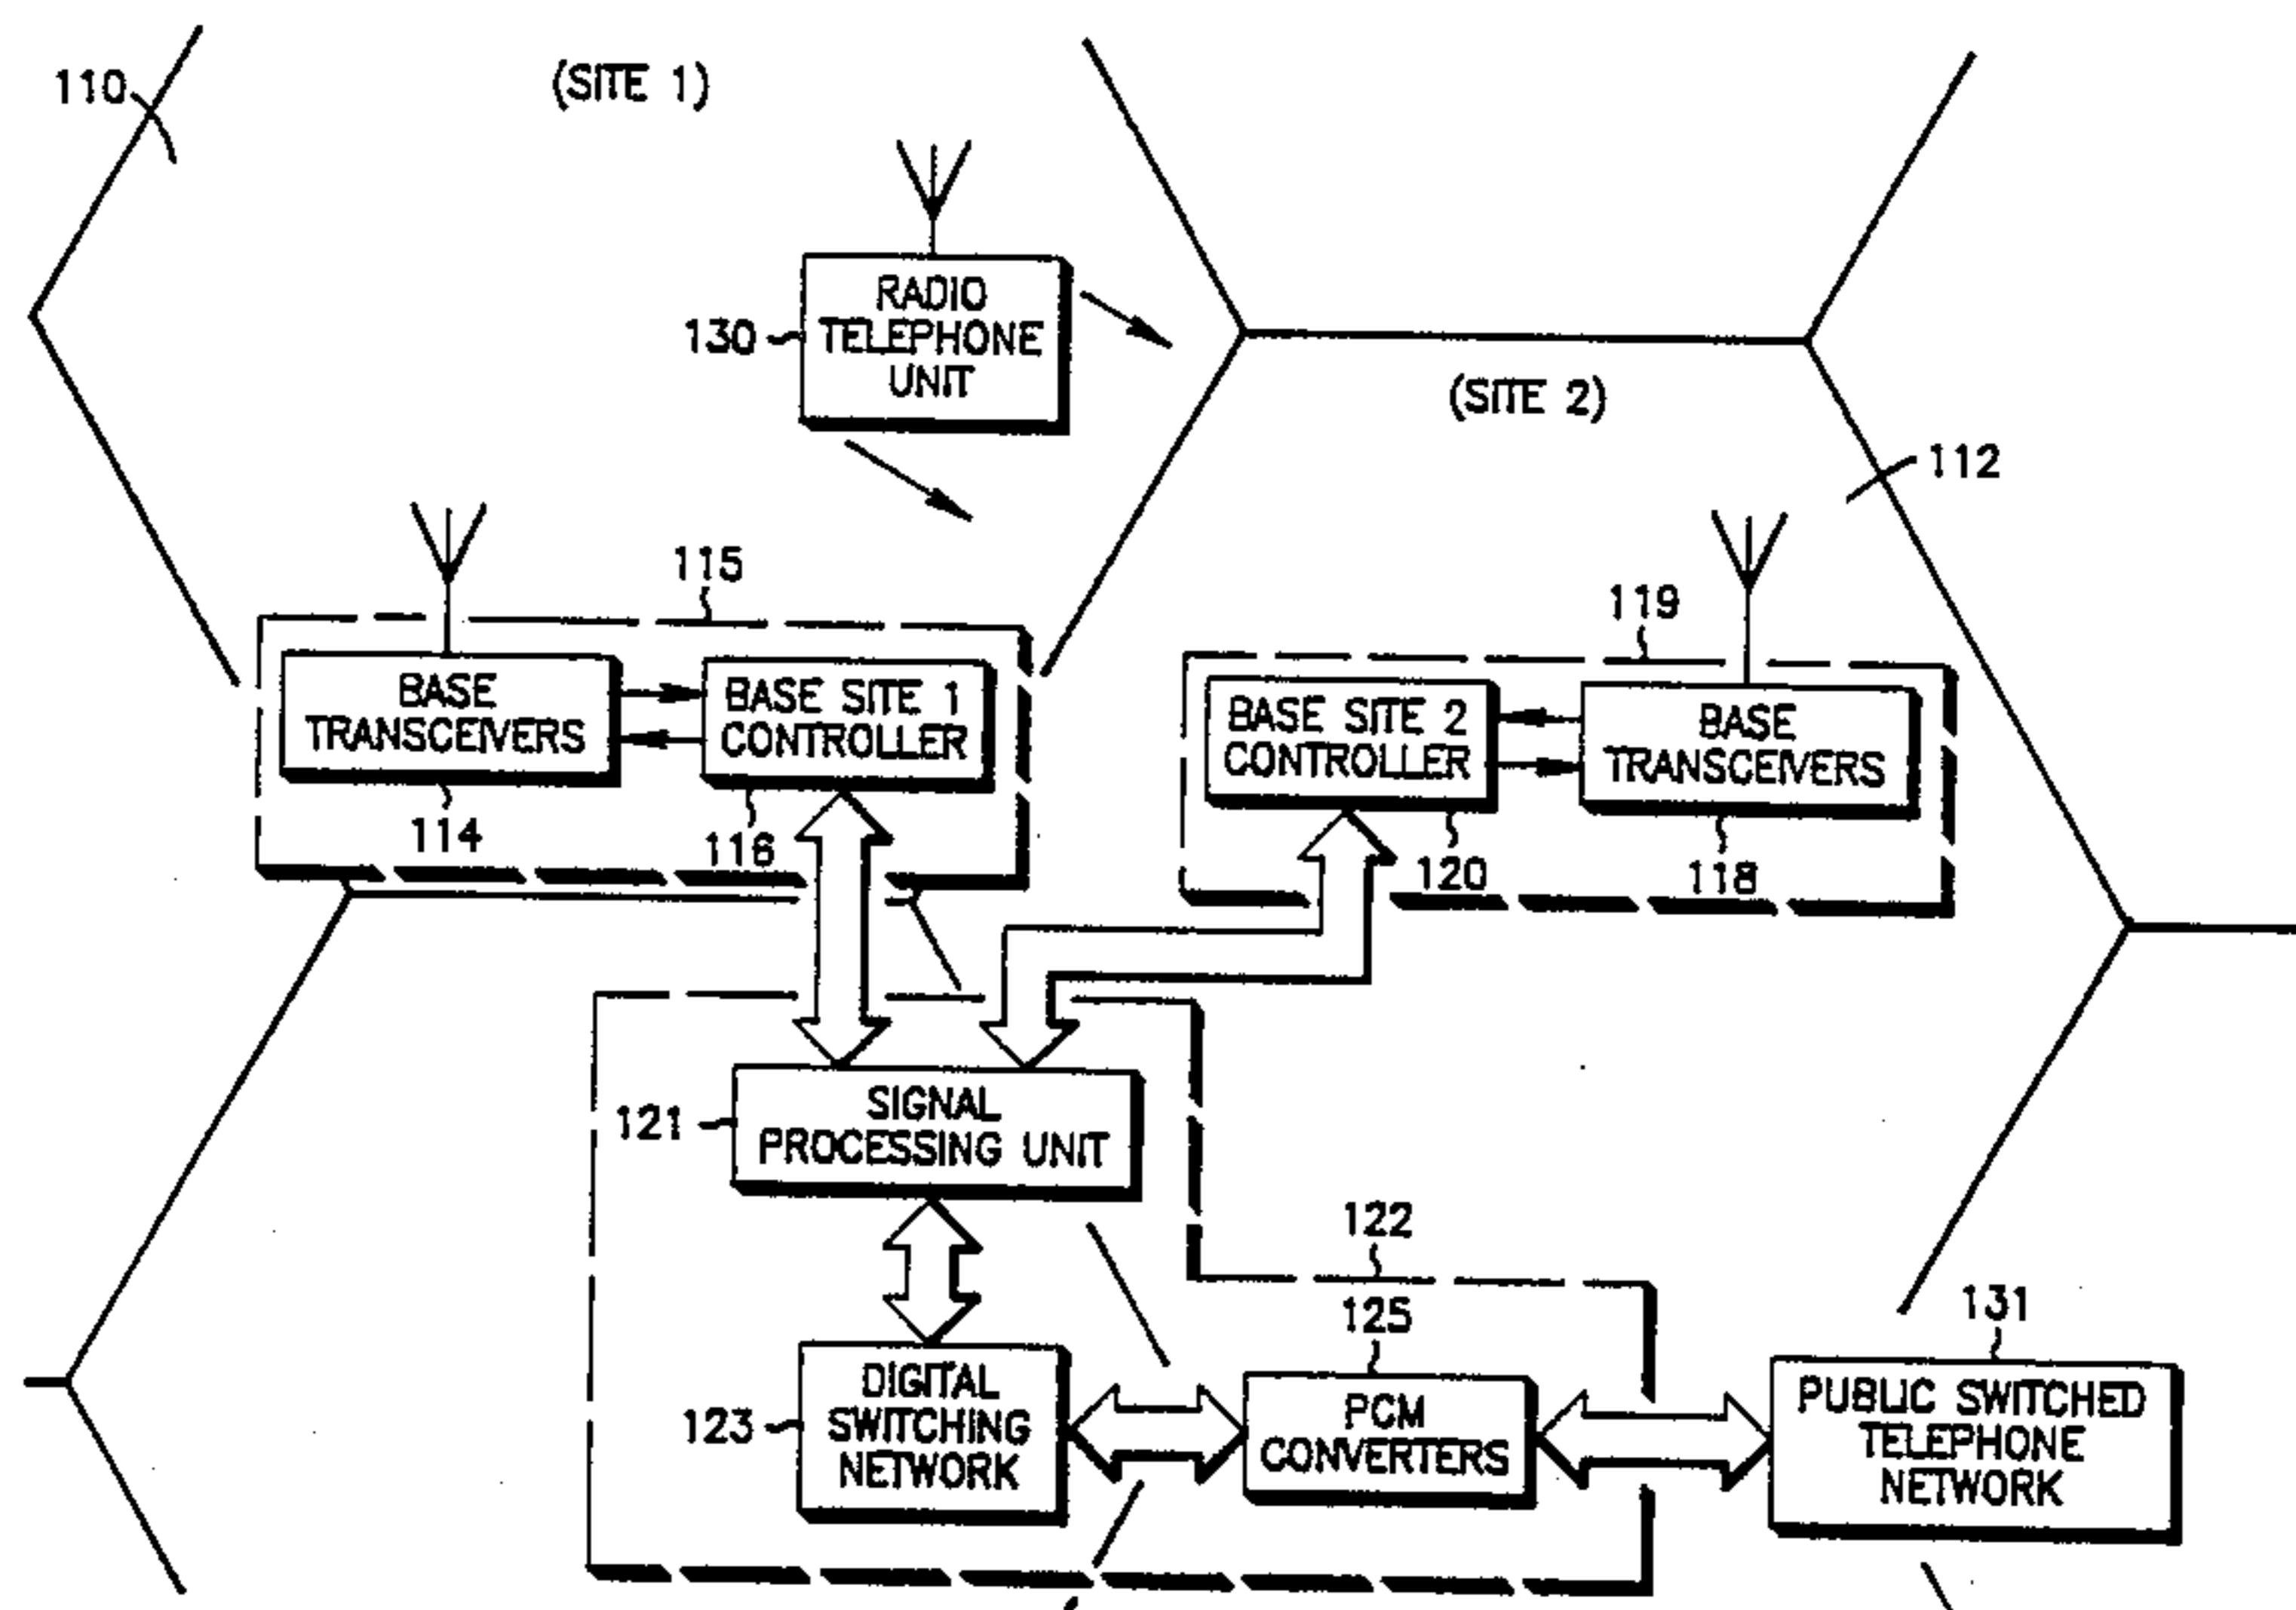 110
(SITE 1)
RADIO
TELEPHONE
UNIT
130
(SITE 2)
112
115
119
BASE
TRANSCEIVERS
BASE SITE 1
CONTROLLER
BASE SITE 2
CONTROLLER
BASE
TRANSCEIVERS
114
116
120
118
SIGNAL
PROCESSING UNIT
121
122
125
131
DIGITAL
SWITCHING
NETWORK
123
PCM
CONVERTERS
PUBLIC SWITCHED
TELEPHONE
NETWORK